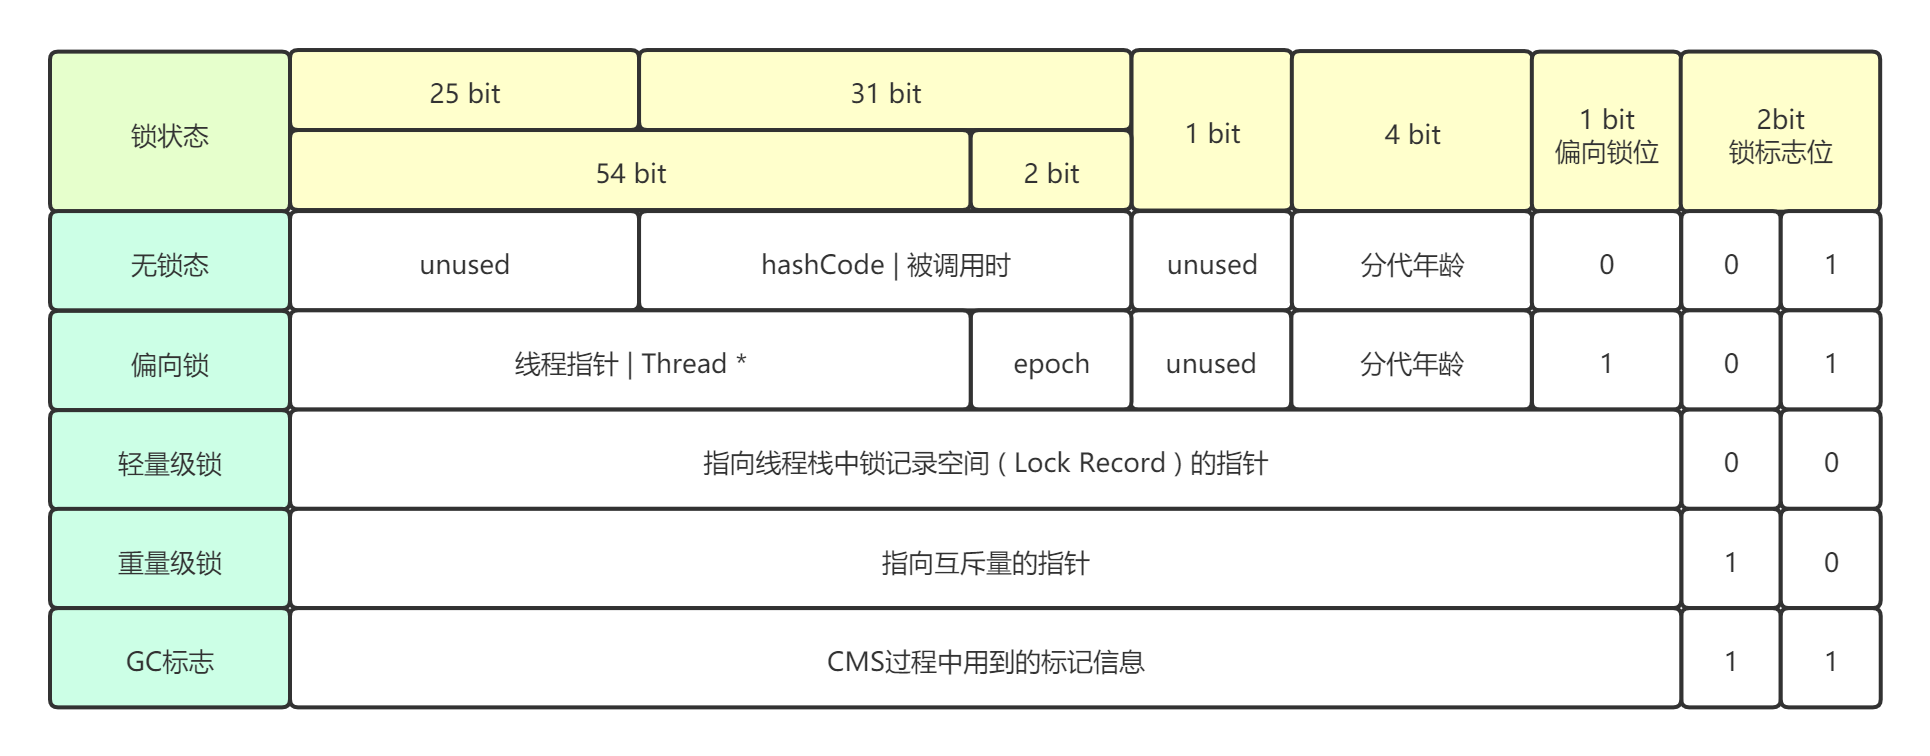 锁状态
25 bit
31 bit
54 bit
2 bit
1 bit
4 bit
1 bit
偏向锁位
2bit
锁标志位
无锁态
unused
hashCode | 被调用时
unused
分代年龄
0
0
1
偏向锁
线程指针 | Thread *
epoch
unused
分代年龄
1
0
1
轻量级锁
指向线程栈中锁记录空间 ( Lock Record ) 的指针
0
0
重量级锁
指向互斥量的指针
1
0
GC标志
CMS过程中用到的标记信息
1
1